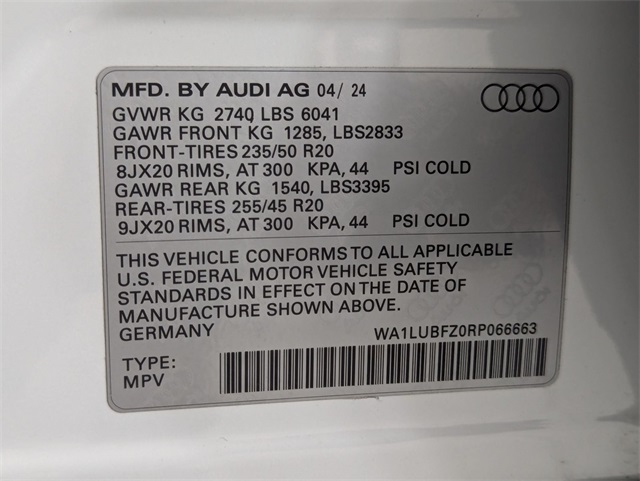 MFD. BY AUDI AG 04/ 24
GVWR KG 2740 LBS 6041
GAWR FRONT KG 1285, LBS2833
FRONT-TIRES 235/50 R20
8JX20 RIMS, AT 300 KPA, 44 PSI COLD
GAWR REAR KG 1540, LBS3395
REAR-TIRES 255/45 R20
9JX20 RIMS, AT 300 KPA, 44 PSI COLD
THIS VEHICLE CONFORMS TO ALL APPLICABLE
U.S. FEDERAL MOTOR VEHICLE SAFETY
STANDARDS IN EFFECT ON THE DATE OF
MANUFACTURE SHOWN ABOVE.
GERMANY WA1LUBFZ0RP066663
TYPE:
MPV